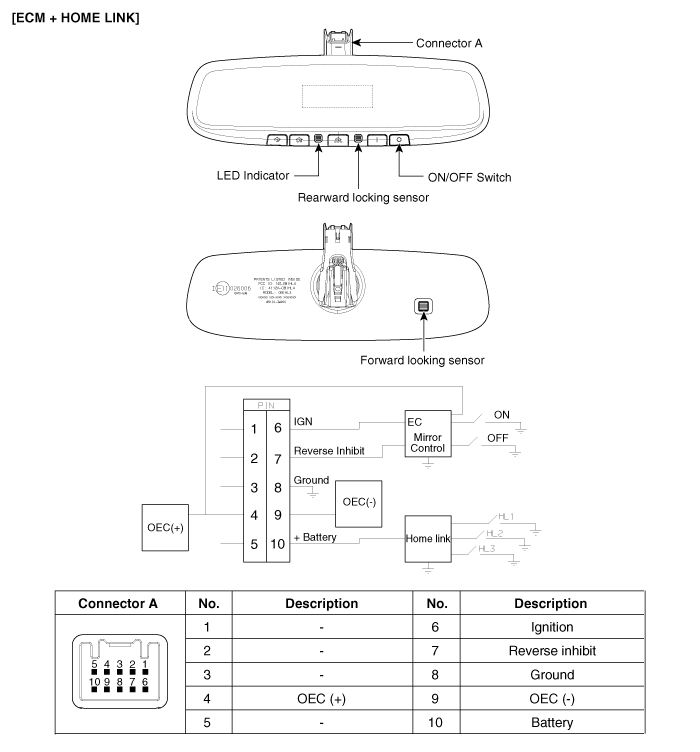 [ECM + HOME LINK]
Connector A
LED Indicator
ON/OFF Switch
Rearward locking sensor
026006
Forward looking sensor
PIN
1 6 IGN
2 7 Reverse Inhibit
3 8 Ground
4 9
5 10 + Battery
OEC(+)
OEC(-)
EC
Mirror
Control
ON
OFF
Home link
HL1
HL2
HL3
Connector A No. Description No. Description
1 - 6 Ignition
2 - 7 Reverse inhibit
3 - 8 Ground
4 OEC (+) 9 OEC (-)
5 - 10 Battery
5 4 3 2 1
10 9 8 7 6